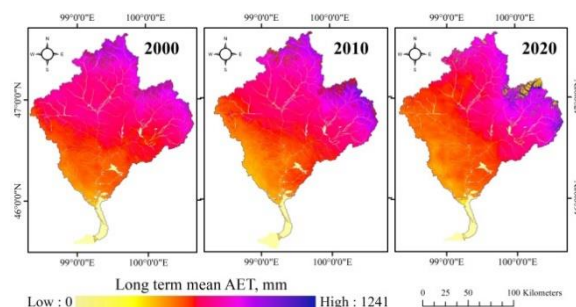 99°0'0"E 100°0'0"E 99°0'0"E 100°0'0"E 99°0'0"E 100°0'0"E
N N N
W E W E W E
S S S
2000 2010 2020
47°0'0"N
46°0'0"N
99°0'0"E 100°0'0"E 99°0'0"E 100°0'0"E 99°0'0"E 100°0'0"E
Long term mean AET, mm
Low : 0 High : 1241
0 25 50 100 Kilometers